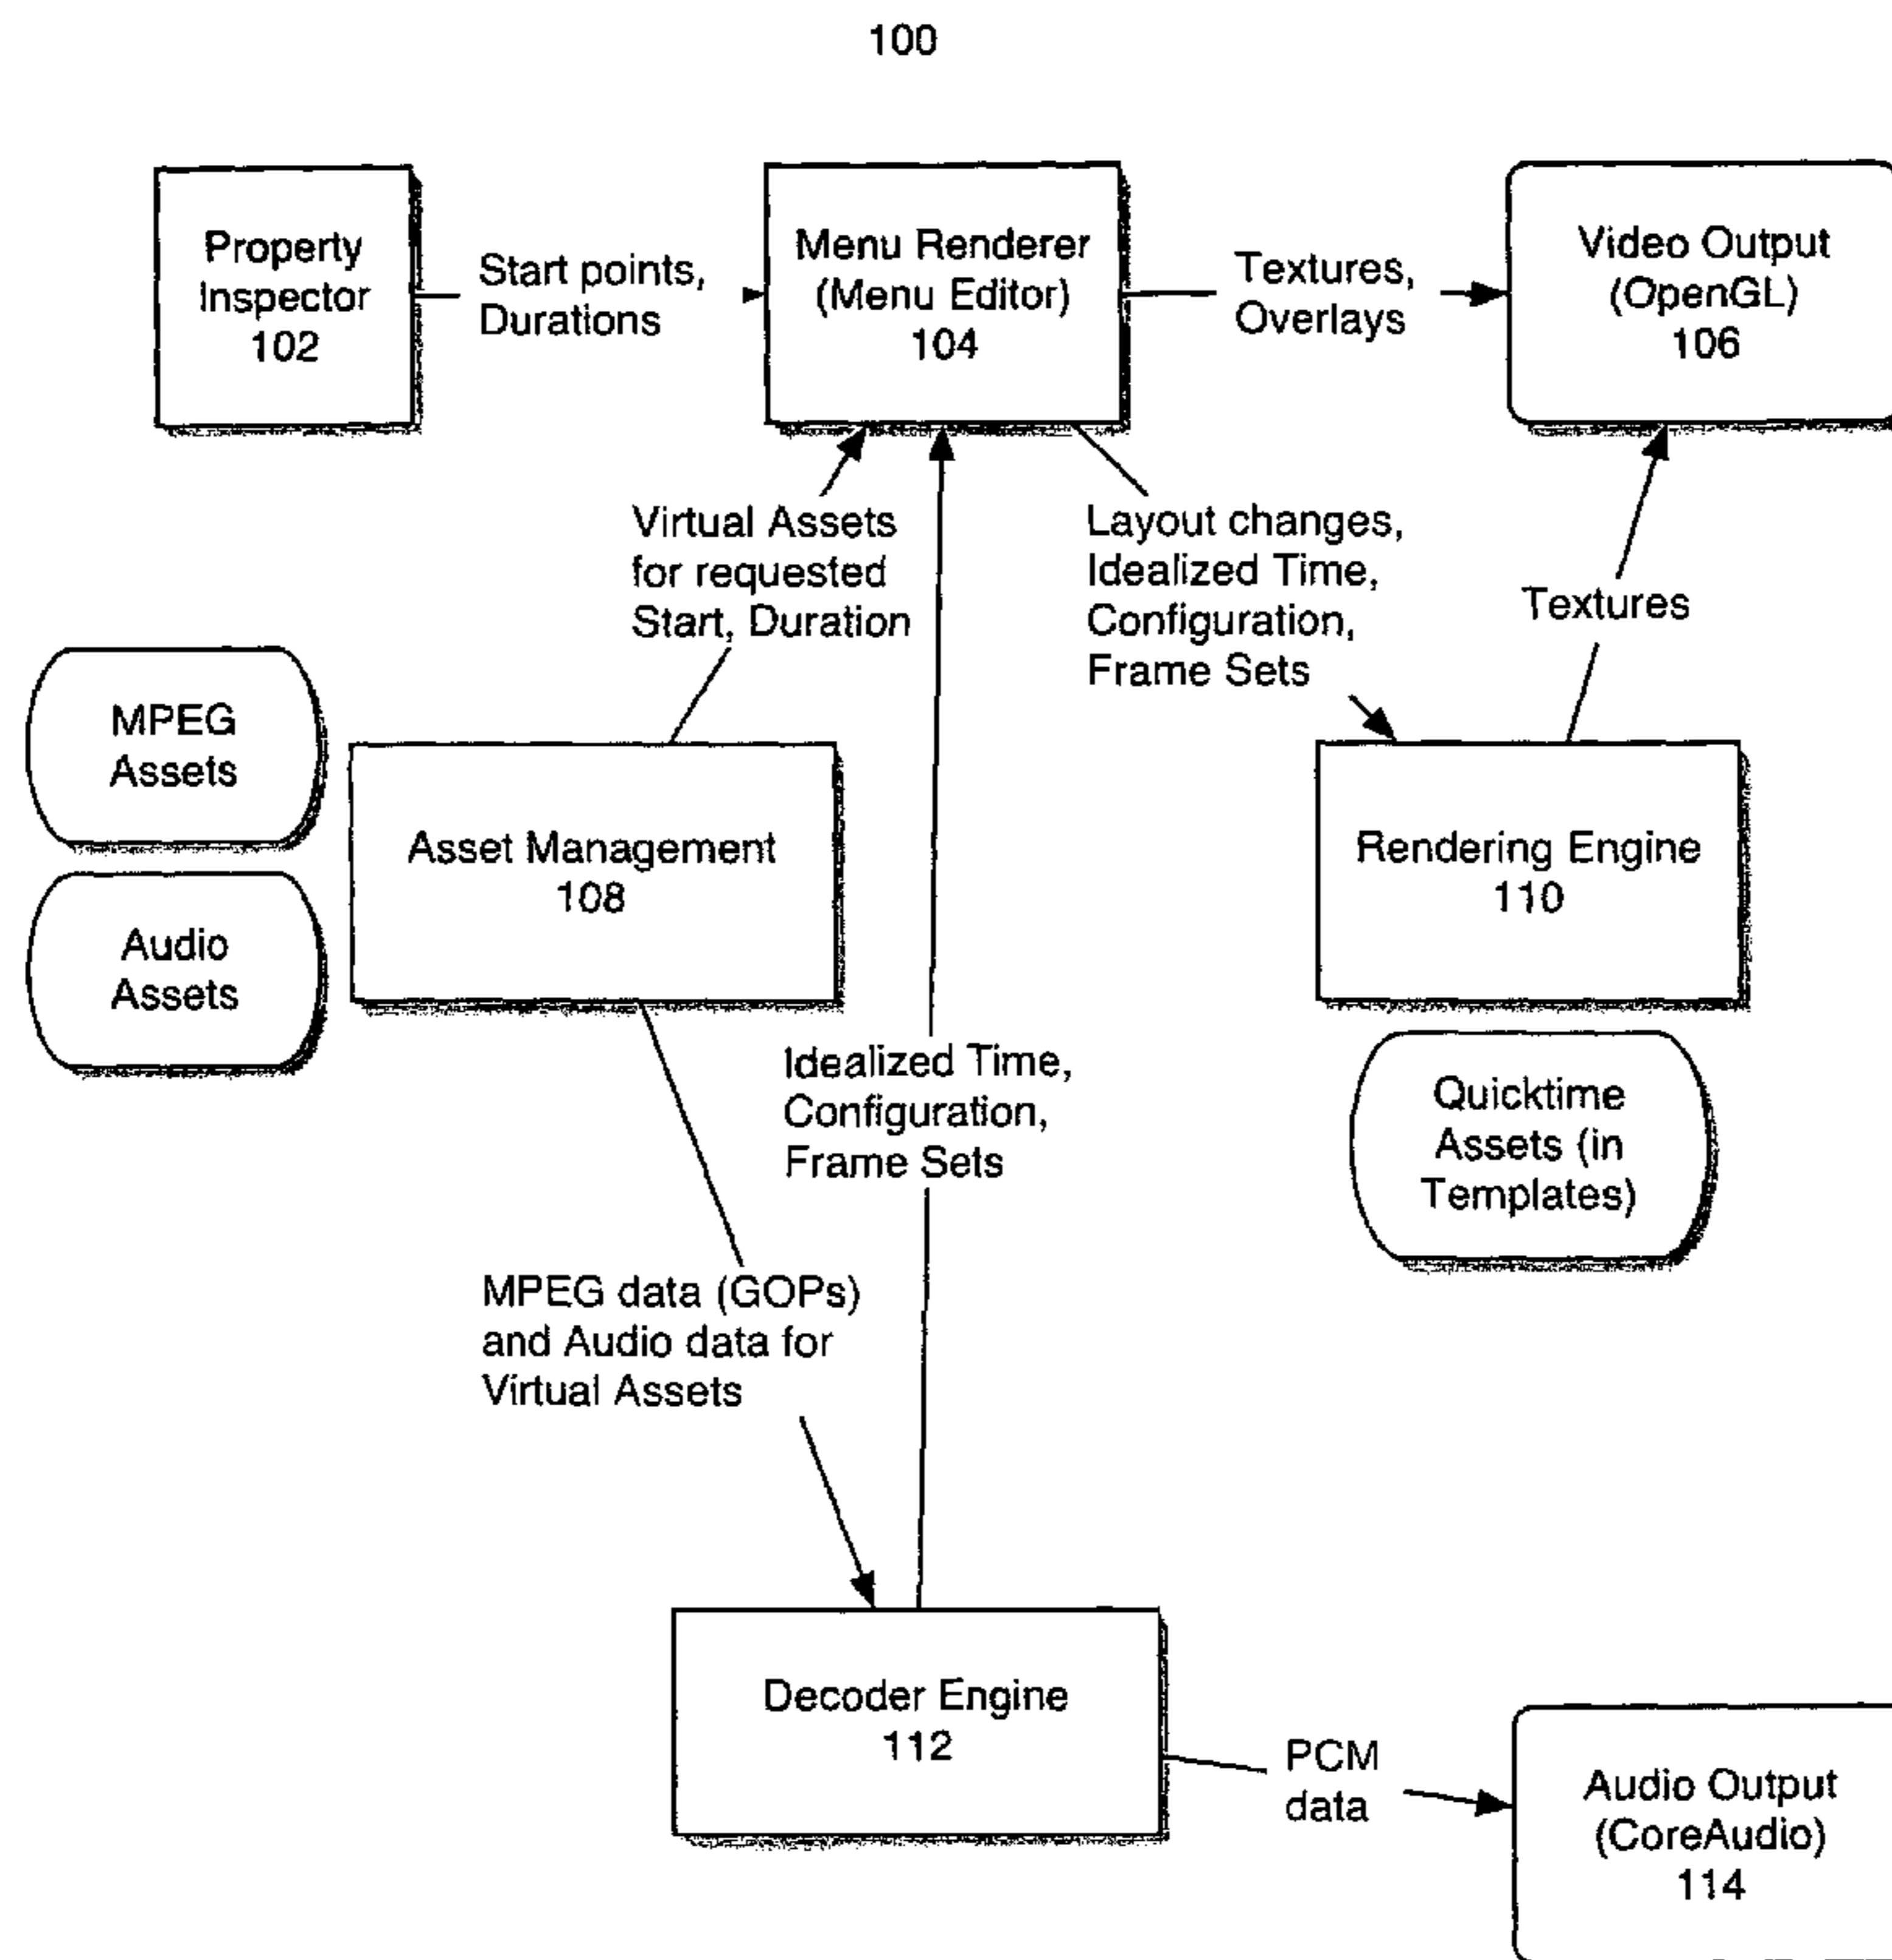 100
Property
Inspector
102
Start points,
Durations
Menu Renderer
(Menu Editor)
104
Textures,
Overlays
Video Output
(OpenGL)
106
Virtual Assets
for requested
Start, Duration
Layout changes,
Idealized Time,
Configuration,
Frame Sets
Textures
MPEG
Assets
Audio
Assets
Asset Management
108
Rendering Engine
110
Quicktime
Assets (in
Templates)
Idealized Time,
Configuration,
Frame Sets
MPEG data (GOPs)
and Audio data for
Virtual Assets
Decoder Engine
112
PCM
data
Audio Output
(CoreAudio)
114